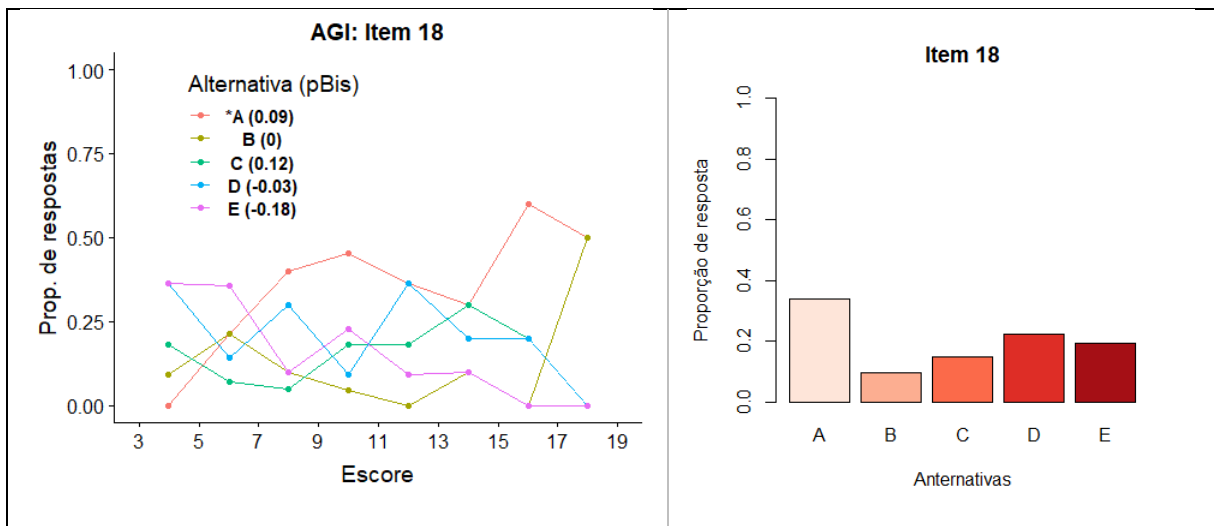 AGI: Item 18
Alternativa (pBis)
*A (0.09)
B (0)
C (0.12)
D (-0.03)
E (-0.18)
Prop. de respostas
1.00
0.75
0.50
0.25
0.00
3 5 7 9 11 13 15 17 19
Escore
Item 18
Proporção de resposta
1.0
0.8
0.6
0.4
0.2
0.0
A B C D E
Anternativas